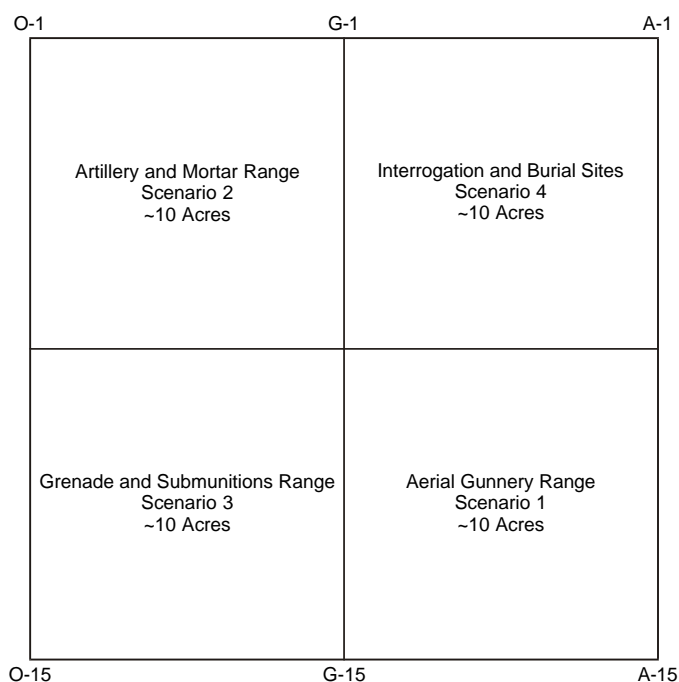 O-1
G-1
A-1
Artillery and Mortar Range
Scenario 2
~10 Acres
Interrogation and Burial Sites
Scenario 4
~10 Acres
Grenade and Submunitions Range
Scenario 3
~10 Acres
Aerial Gunnery Range
Scenario 1
~10 Acres
O-15
G-15
A-15